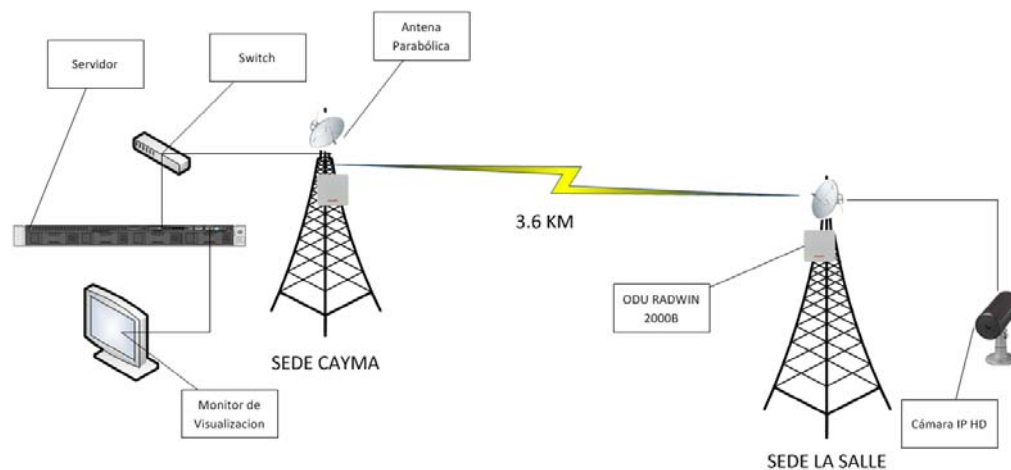 Antena
Parabólica
Switch
Servidor
3.6 KM
ODU RADWIN
2000B
SEDE CAYMA
Monitor de
Visualizacion
Cámara IP HD
SEDE LA SALLE